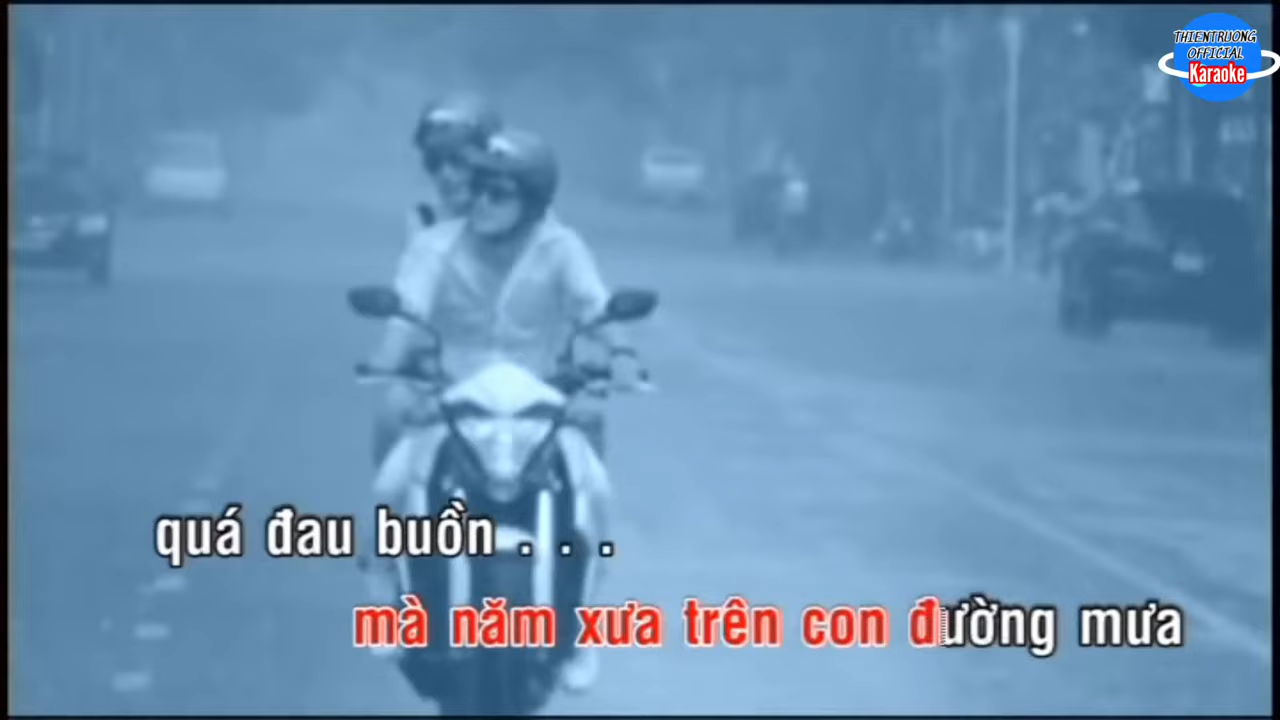 THIENTRUONG
OFFICIAL
Karaoke
quá đau buồn . . .
mà năm xưa trên con đường mưa